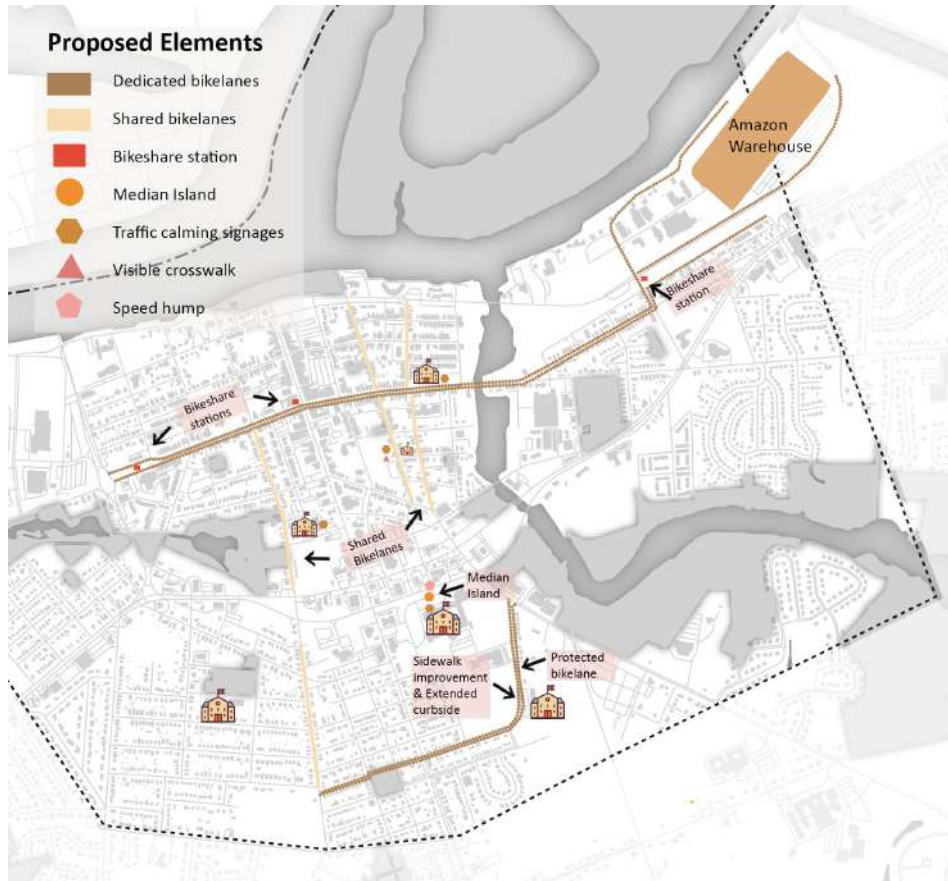 Proposed Elements
Dedicated bikelanes
Shared bikelanes
Bikeshare station
Median Island
Traffic calming signages
Visible crosswalk
Speed hump
Amazon
Warehouse
Bikeshare
station
Bikeshare
stations
Shared
Bikelanes
Median
Island
Sidewalk
improvement
& Extended
curbside
Protected
bikelane